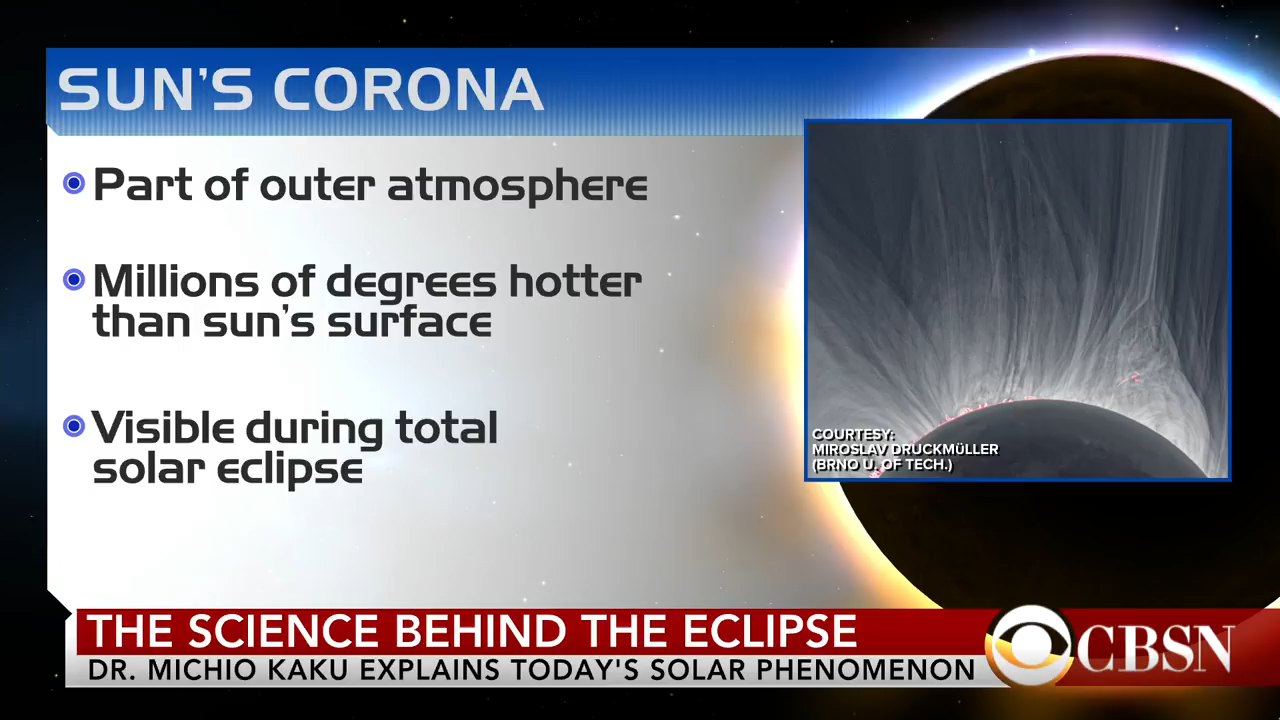 SUN'S CORONA
Part of outer atmosphere
Millions of degrees hotter
than sun's surface
Visible during total
solar eclipse
COURTESY:
MIROSLAV DRUCKMÜLLER
(BRNO U. OF TECH.)
THE SCIENCE BEHIND THE ECLIPSE
DR. MICHIO KAKU EXPLAINS TODAY'S SOLAR PHENOMENON
CBSN